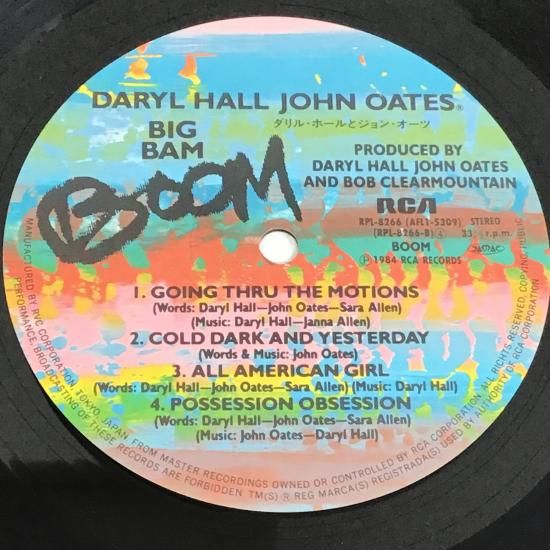 DARYL HALL JOHN OATES®
ダリル・ホールとジョン・オーツ
BIG
BAM
BOOM
PRODUCED BY
DARYL HALL JOHN OATES
AND BOB CLEARMOUNTAIN
RCA
RPL-8266 (AFL1-5309) STEREO
(RPL-8266-B) 33 r.p.m.
BOOM
℗ 1984 RCA RECORDS
1. GOING THRU THE MOTIONS
(Words: Daryl Hall—John Oates—Sara Allen)
(Music: Daryl Hall—Janna Allen)
2. COLD DARK AND YESTERDAY
(Words & Music: John Oates)
3. ALL AMERICAN GIRL
(Words: Daryl Hall—John Oates—Sara Allen) (Music: Daryl Hall)
4. POSSESSION OBSESSION
(Words: Daryl Hall—John Oates—Sara Allen)
(Music: John Oates—Daryl Hall)
MANUFACTURED BY RVC CORPORATION, TOKYO, JAPAN, FROM MASTER RECORDINGS OWNED OR CONTROLLED BY RCA CORPORATION. ALL RIGHTS RESERVED, COPYING, PUBLIC
PERFORMANCE, BROADCASTING OF THESE RECORDS ARE FORBIDDEN TM(S) ® REG MARCA(S) REGISTRADA(S) USED BY AUTHORITY OF RCA CORPORATION